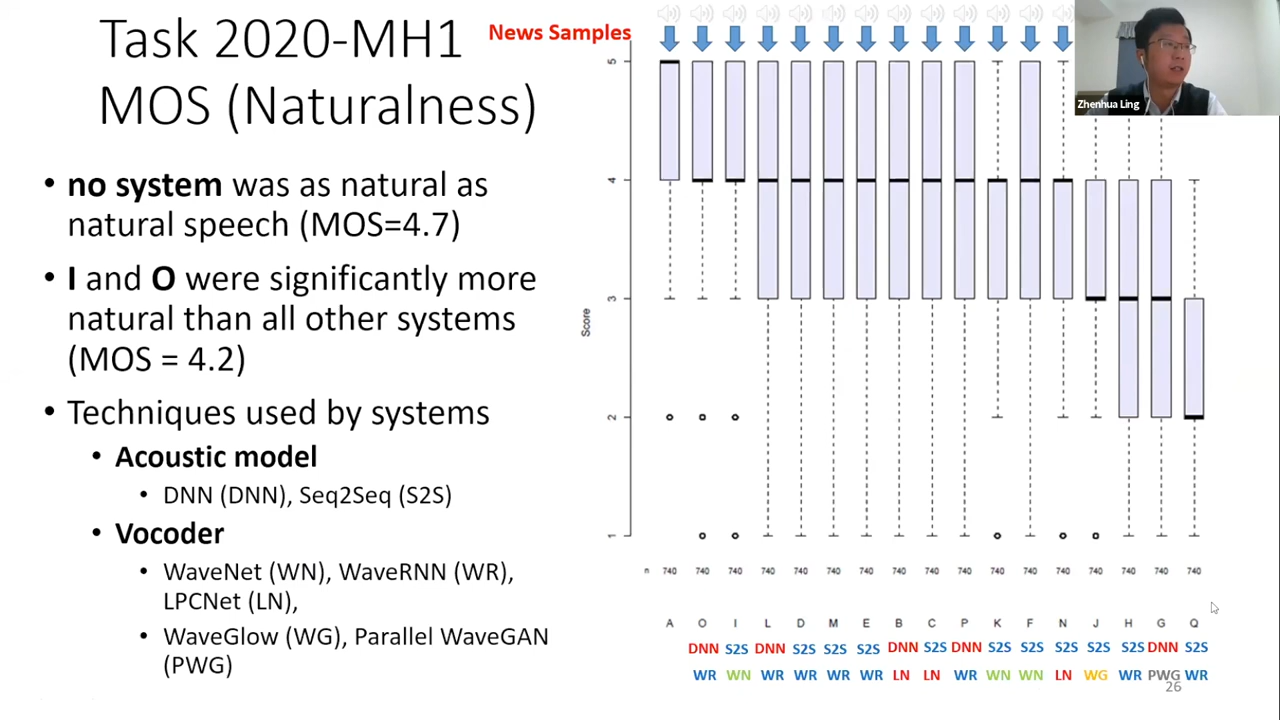 Task 2020-MH1
MOS (Naturalness)
News Samples
Zhenhua Ling
• no system was as natural as
natural speech (MOS=4.7)
• I and O were significantly more
natural than all other systems
(MOS = 4.2)
• Techniques used by systems
• Acoustic model
• DNN (DNN), Seq2Seq (S2S)
• Vocoder
• WaveNet (WN), WaveRNN (WR),
LPCNet (LN),
• WaveGlow (WG), Parallel WaveGAN
(PWG)
Score
5
4
3
2
1
n 740 740 740 740 740 740 740 740 740 740 740 740 740 740 740 740 740
A O I L D M E B C P K F N J H G Q
DNN S2S DNN S2S S2S S2S DNN S2S DNN S2S S2S S2S S2S S2S DNN S2S
WR WN WR WR WR WR LN LN WR WN WN LN WG WR PWG WR
26